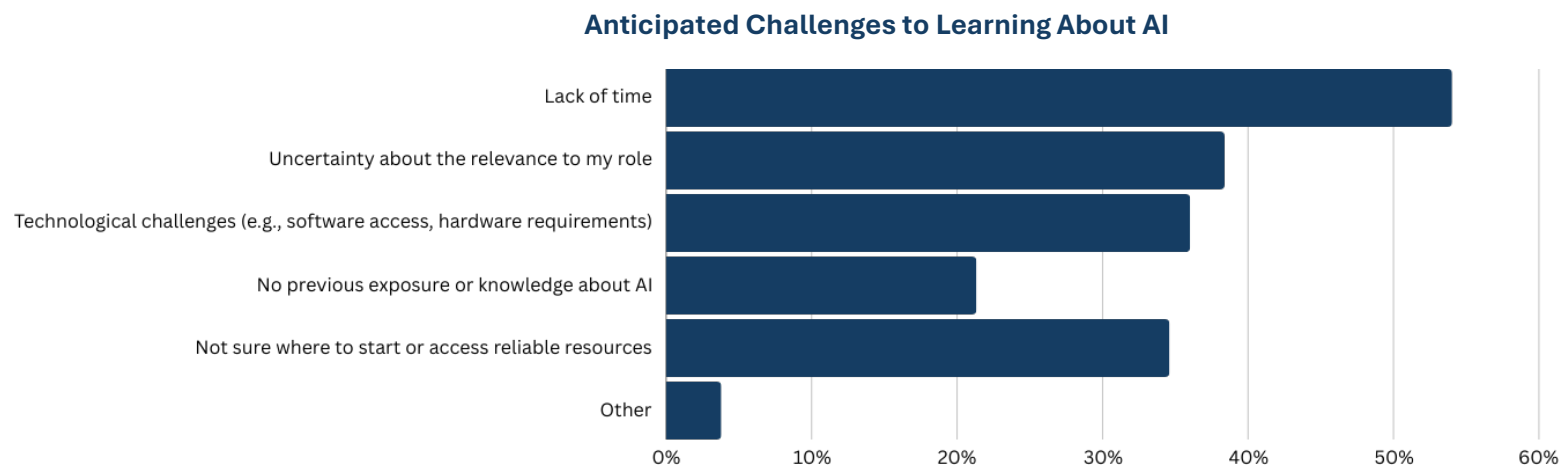 Anticipated Challenges to Learning About AI
Lack of time
Uncertainty about the relevance to my role
Technological challenges (e.g., software access, hardware requirements)
No previous exposure or knowledge about AI
Not sure where to start or access reliable resources
Other
0% 10% 20% 30% 40% 50% 60%